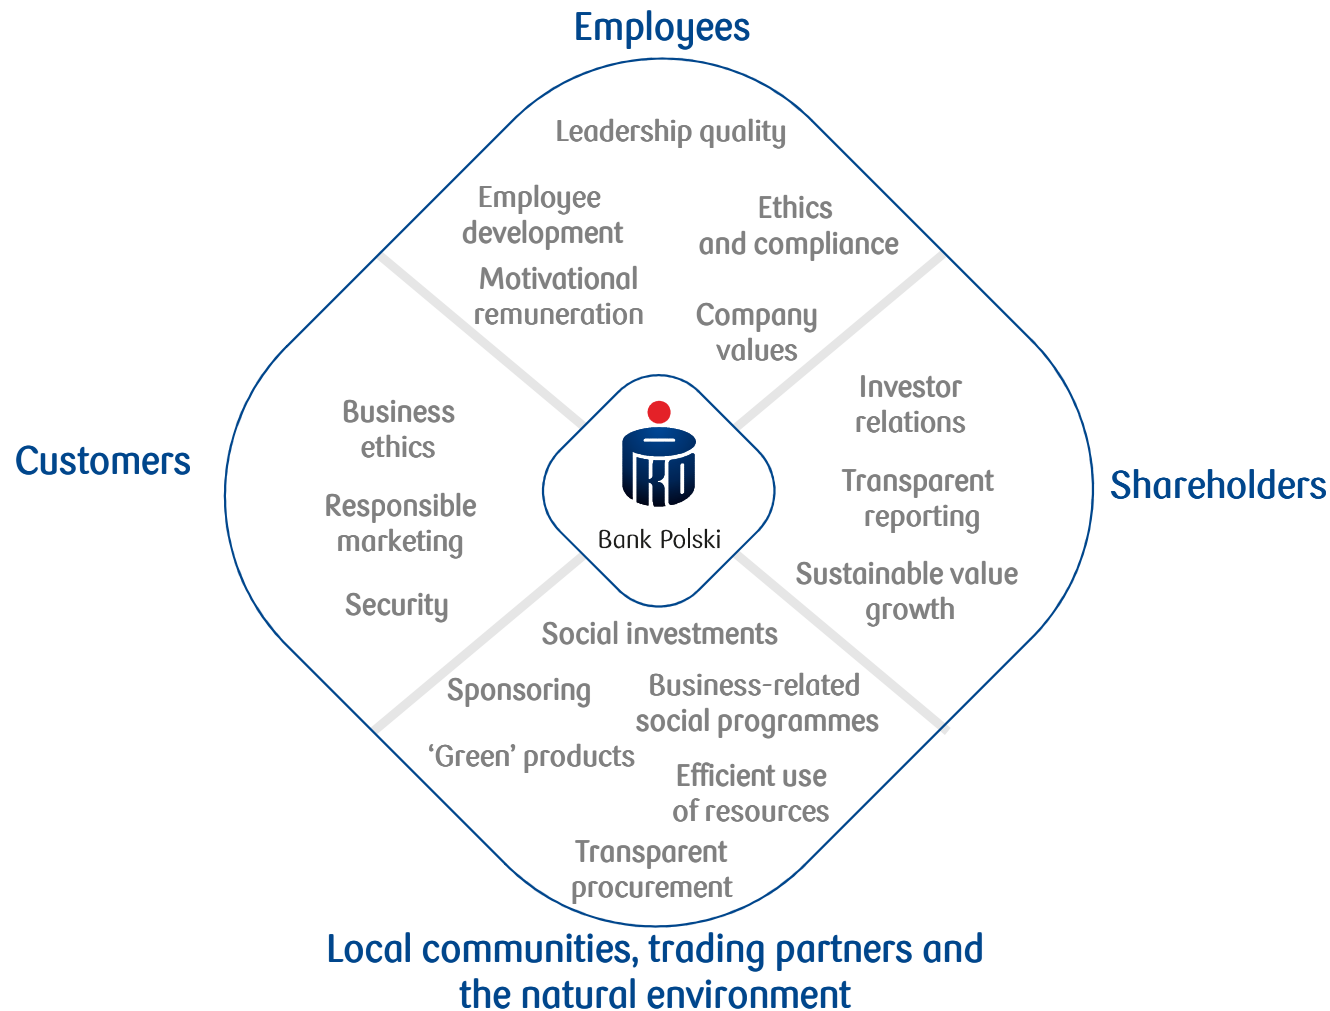 Employees
Leadership quality
Employee
development
Ethics
and compliance
Motivational
remuneration
Company
values
Customers
Business
ethics
Responsible
marketing
Security
PKO
Bank Polski
Investor
relations
Transparent
reporting
Sustainable value
growth
Shareholders
Social investments
Sponsoring
Business-related
social programmes
‘Green’ products
Efficient use
of resources
Transparent
procurement
Local communities, trading partners and
the natural environment